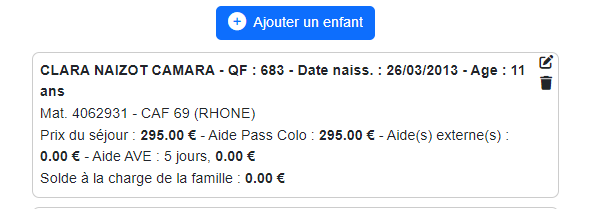 Ajouter un enfant
CLARA NAIZOT CAMARA - QF : 683 - Date naiss. : 26/03/2013 - Age : 11
ans
Mat. 4062931 - CAF 69 (RHONE)
Prix du séjour : 295.00 € - Aide Pass Colo : 295.00 € - Aide(s) externe(s) :
0.00 € - Aide AVE : 5 jours, 0.00 €
Solde à la charge de la famille : 0.00 €